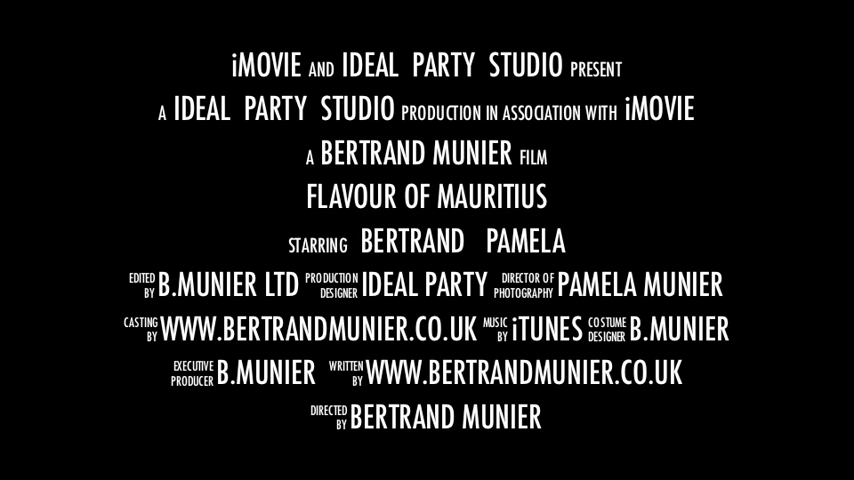 iMOVIE AND IDEAL PARTY STUDIO PRESENT
A IDEAL PARTY STUDIO PRODUCTION IN ASSOCIATION WITH iMOVIE
A BERTRAND MUNIER FILM
FLAVOUR OF MAURITIUS
STARRING BERTRAND PAMELA
EDITED BY B.MUNIER LTD PRODUCTION DESIGNER IDEAL PARTY DIRECTOR OF PHOTOGRAPHY PAMELA MUNIER
CASTING BY WWW.BERTRANDMUNIER.CO.UK MUSIC BY iTUNES COSTUME DESIGNER B.MUNIER
EXECUTIVE PRODUCER B.MUNIER WRITTEN BY WWW.BERTRANDMUNIER.CO.UK
DIRECTED BY BERTRAND MUNIER